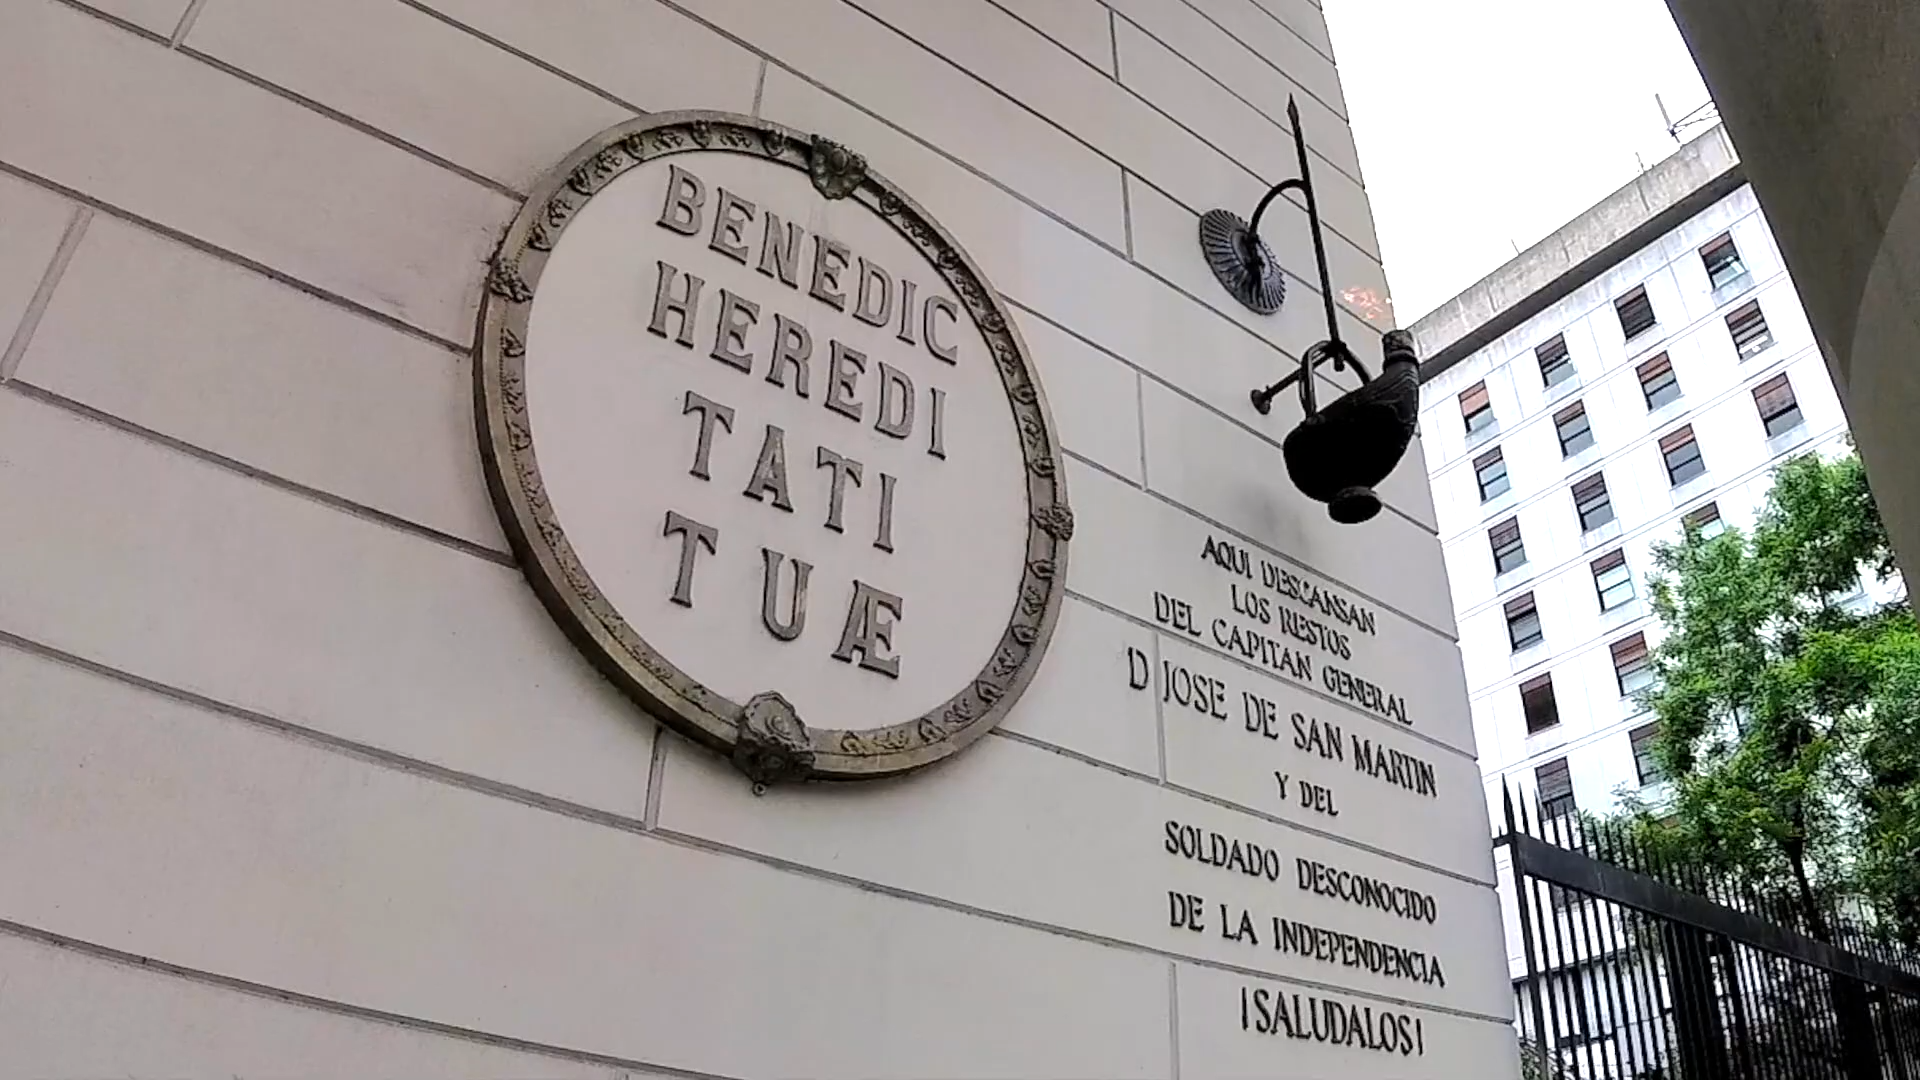 BENEDIC
HEREDI
TATI
TUÆ
AQUI DESCANSAN
LOS RESTOS
DEL CAPITAN GENERAL
D JOSE DE SAN MARTIN
Y DEL
SOLDADO DESCONOCIDO
DE LA INDEPENDENCIA
¡SALUDALOS!